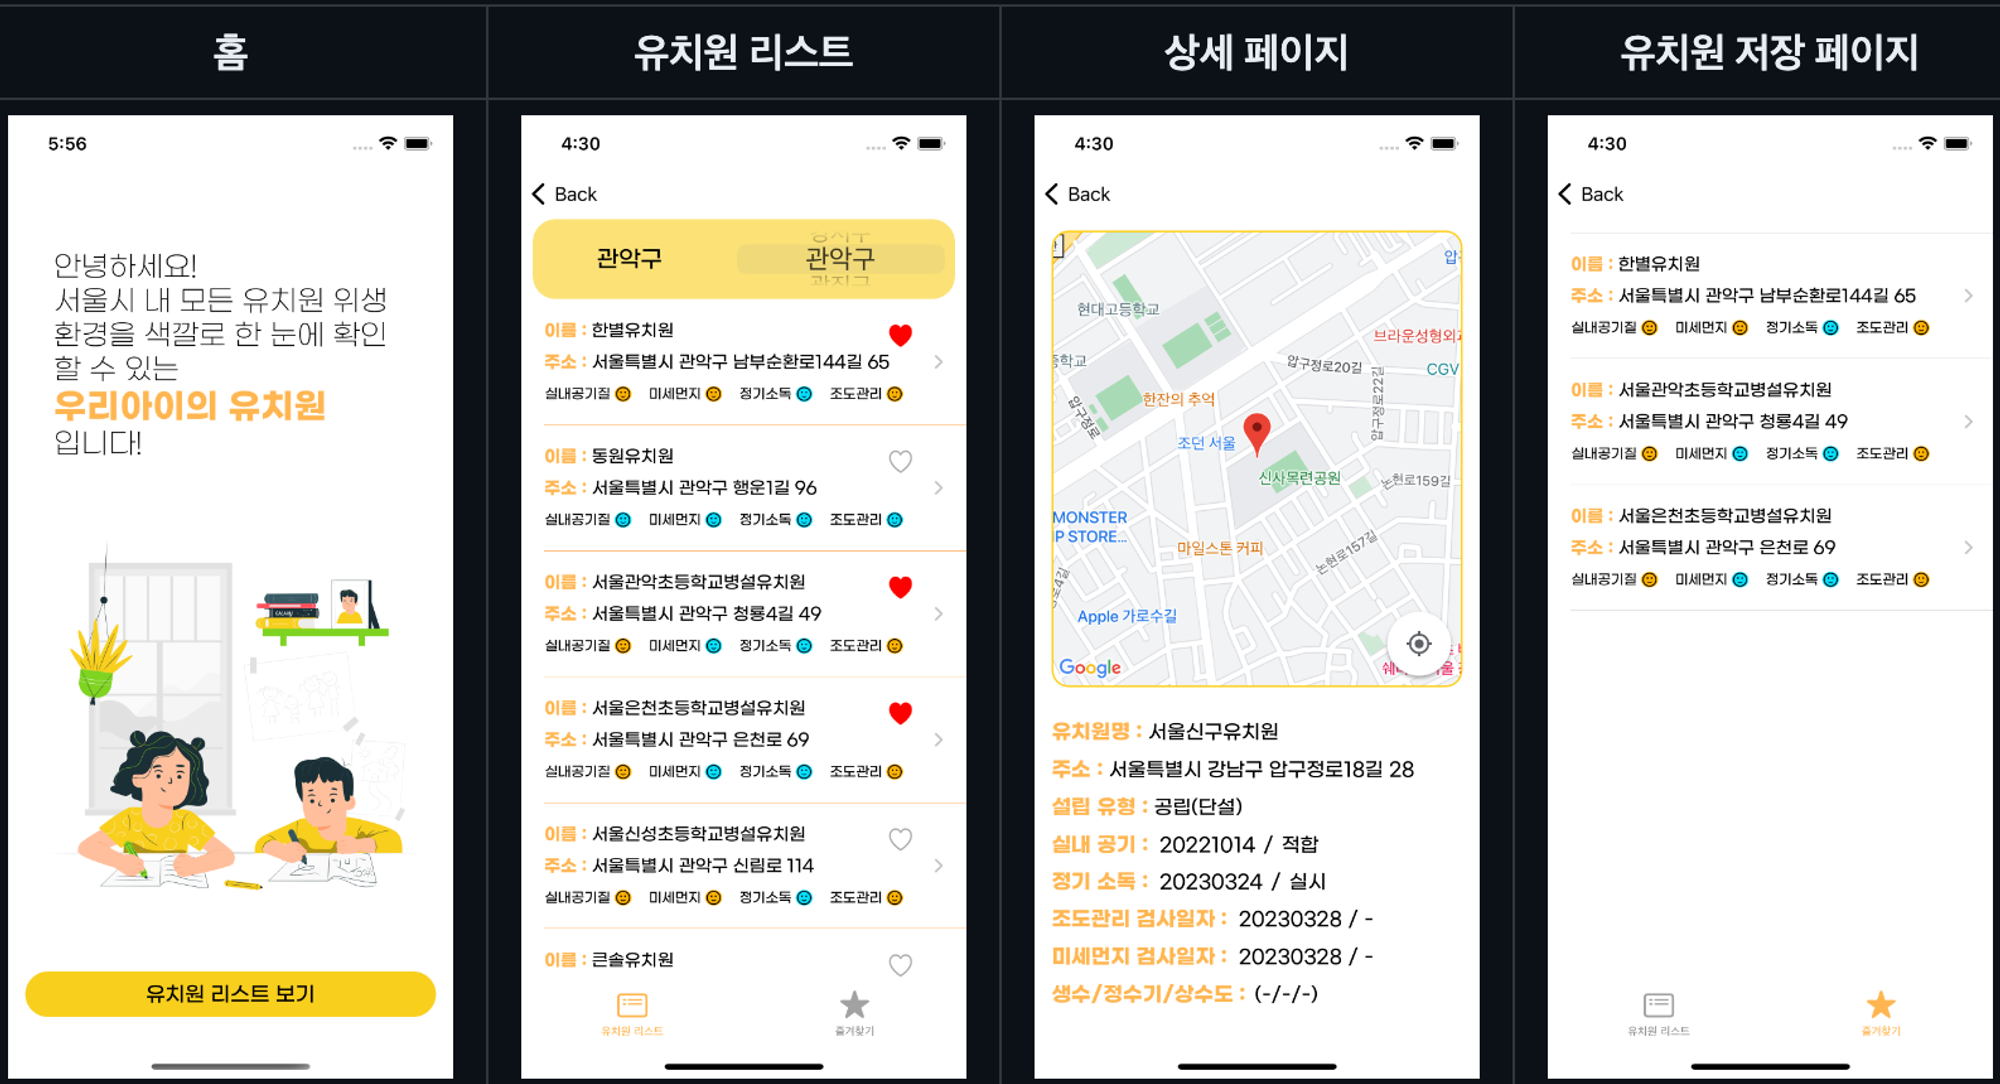 홈
유치원 리스트
상세 페이지
유치원 저장 페이지
5:56
안녕하세요!
서울시 내 모든 유치원 위생
환경을 색깔로 한 눈에 확인
할 수 있는
우리아이의 유치원
입니다!
유치원 리스트 보기
4:30
Back
관악구
관악구
이름 : 한별유치원
주소 : 서울특별시 관악구 남부순환로144길 65
실내공기질 미세먼지 정기소독 조도관리
이름 : 동원유치원
주소 : 서울특별시 관악구 행운1길 96
실내공기질 미세먼지 정기소독 조도관리
이름 : 서울관악초등학교병설유치원
주소 : 서울특별시 관악구 청룡4길 49
실내공기질 미세먼지 정기소독 조도관리
이름 : 서울은천초등학교병설유치원
주소 : 서울특별시 관악구 은천로 69
실내공기질 미세먼지 정기소독 조도관리
이름 : 서울신성초등학교병설유치원
주소 : 서울특별시 관악구 신림로 114
실내공기질 미세먼지 정기소독 조도관리
이름 : 큰솔유치원
유치원 리스트
즐겨찾기
4:30
Back
압구
현대고등학교
브라운성형외과
중학교
압구정로20길
CGV
압구정로22길
한잔의 추억
압구정로
조던 서울
신사목련공원
논현로159길
MONSTER
IP STORE...
마일스톤 커피
논현로157길
Apple 가로수길
Google
유치원명 : 서울신구유치원
주소 : 서울특별시 강남구 압구정로18길 28
설립 유형 : 공립(단설)
실내 공기 : 20221014 / 적합
정기 소독 : 20230324 / 실시
조도관리 검사일자 : 20230328 / -
미세먼지 검사일자 : 20230328 / -
생수/정수기/상수도 : (-/-/-)
4:30
Back
이름 : 한별유치원
주소 : 서울특별시 관악구 남부순환로144길 65
실내공기질 미세먼지 정기소독 조도관리
이름 : 서울관악초등학교병설유치원
주소 : 서울특별시 관악구 청룡4길 49
실내공기질 미세먼지 정기소독 조도관리
이름 : 서울은천초등학교병설유치원
주소 : 서울특별시 관악구 은천로 69
실내공기질 미세먼지 정기소독 조도관리
유치원 리스트
즐겨찾기